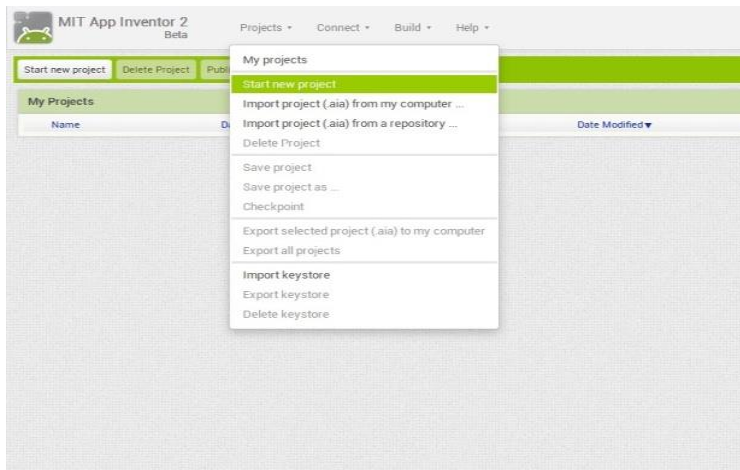 MIT App Inventor 2
Beta
Projects Connect Build Help
Start new project Delete Project
My Projects
Name Date Modified
My projects
Start new project
Import project (.aia) from my computer ...
Import project (.aia) from a repository ...
Delete Project
Save project
Save project as ...
Checkpoint
Export selected project (.aia) to my computer
Export all projects
Import keystore
Export keystore
Delete keystore